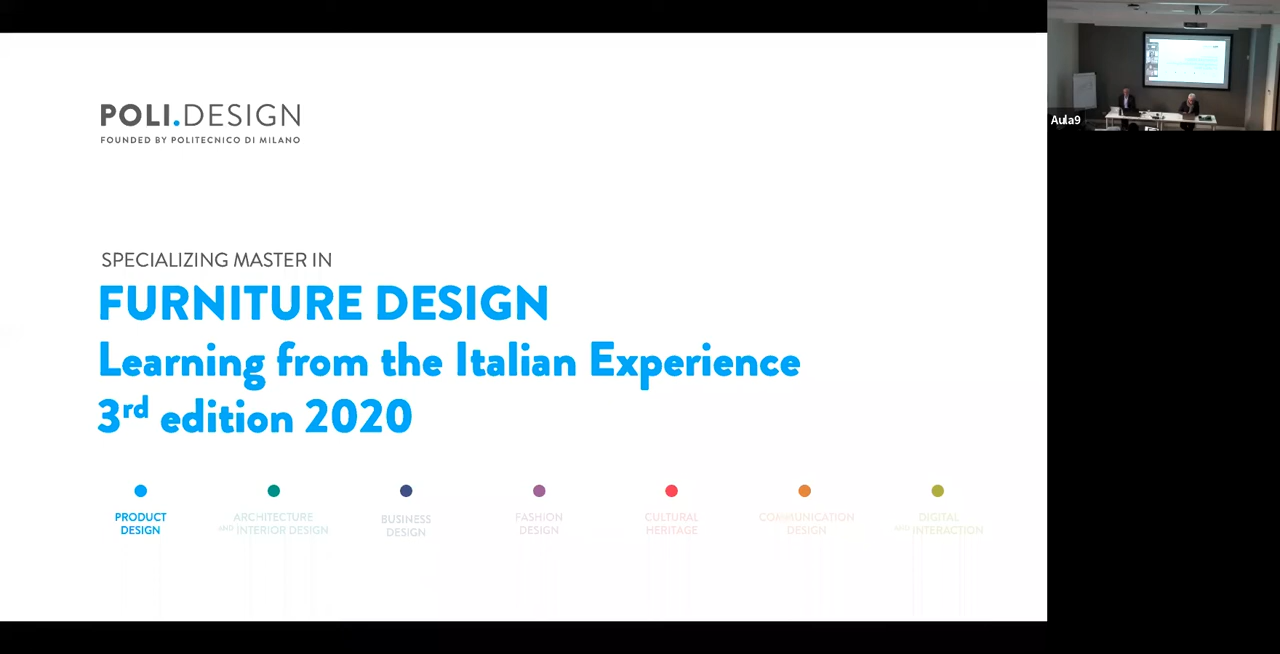 POLI.DESIGN
FOUNDED BY POLITECNICO DI MILANO
SPECIALIZING MASTER IN
FURNITURE DESIGN
Learning from the Italian Experience
3rd edition 2020
PRODUCT
DESIGN
ARCHITECTURE
AND INTERIOR DESIGN
BUSINESS
DESIGN
FASHION
DESIGN
CULTURAL
HERITAGE
COMMUNICATION
DESIGN
DIGITAL
AND INTERACTION
Aula9